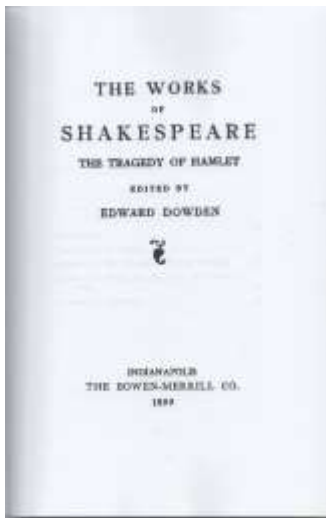 THE WORKS
OF
SHAKESPEARE
THE TRAGEDY OF HAMLET
EDITED BY
EDWARD DOWDEN
INDIANAPOLIS
THE BOWEN-MERRILL CO.
1899